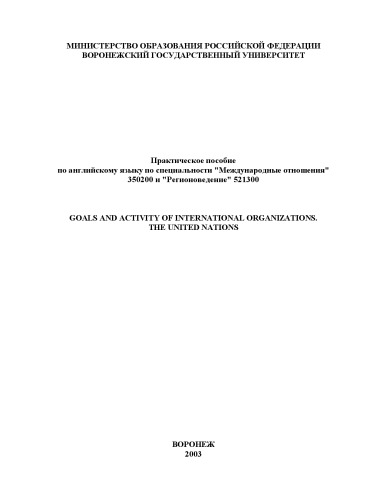 МИНИСТЕРСТВО ОБРАЗОВАНИЯ РОССИЙСКОЙ ФЕДЕРАЦИИ
ВОРОНЕЖСКИЙ ГОСУДАРСТВЕННЫЙ УНИВЕРСИТЕТ
Практическое пособие
по английскому языку по специальности "Международные отношения"
350200 и "Регионоведение" 521300
GOALS AND ACTIVITY OF INTERNATIONAL ORGANIZATIONS.
THE UNITED NATIONS
ВОРОНЕЖ
2003